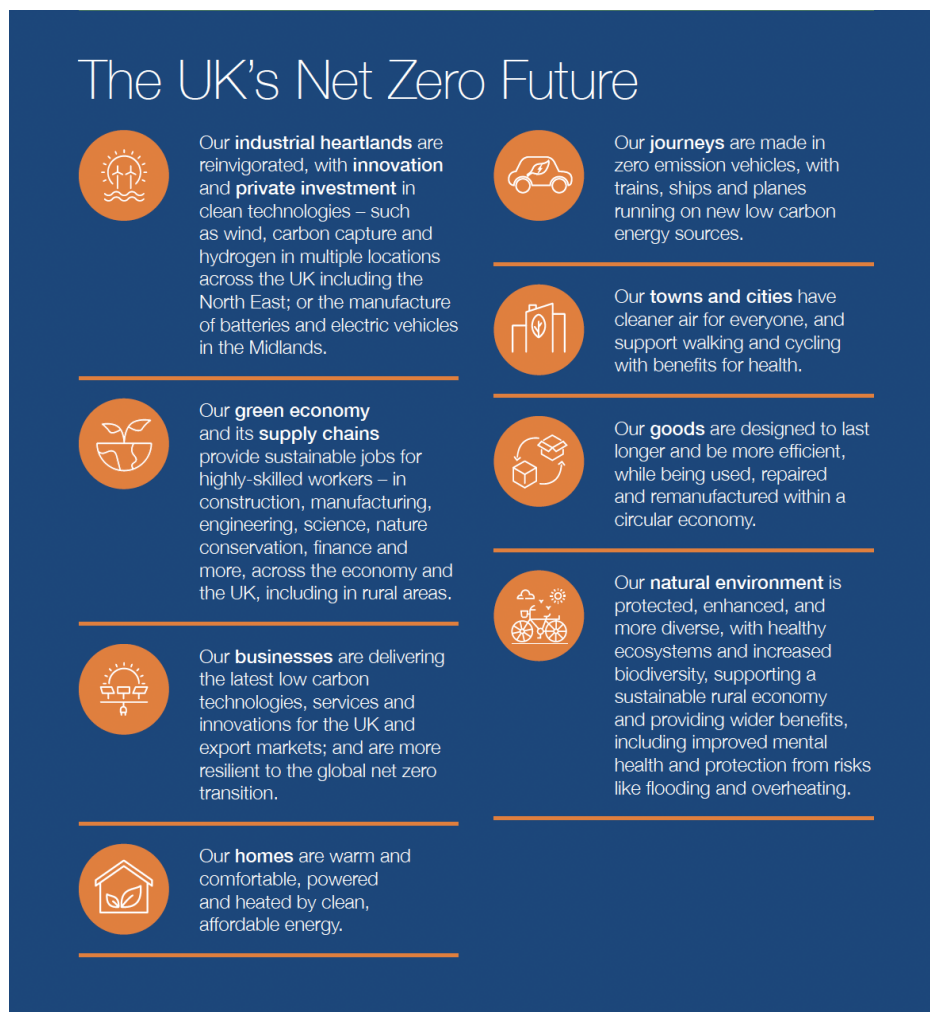 The UK's Net Zero Future
Our industrial heartlands are
reinvigorated, with innovation
and private investment in
clean technologies – such
as wind, carbon capture and
hydrogen in multiple locations
across the UK including the
North East; or the manufacture
of batteries and electric vehicles
in the Midlands.
Our green economy
and its supply chains
provide sustainable jobs for
highly-skilled workers – in
construction, manufacturing,
engineering, science, nature
conservation, finance and
more, across the economy and
the UK, including in rural areas.
Our businesses are delivering
the latest low carbon
technologies, services and
innovations for the UK and
export markets; and are more
resilient to the global net zero
transition.
Our homes are warm and
comfortable, powered
and heated by clean,
affordable energy.
Our journeys are made in
zero emission vehicles, with
trains, ships and planes
running on new low carbon
energy sources.
Our towns and cities have
cleaner air for everyone, and
support walking and cycling
with benefits for health.
Our goods are designed to last
longer and be more efficient,
while being used, repaired
and remanufactured within a
circular economy.
Our natural environment is
protected, enhanced, and
more diverse, with healthy
ecosystems and increased
biodiversity, supporting a
sustainable rural economy
and providing wider benefits,
including improved mental
health and protection from risks
like flooding and overheating.